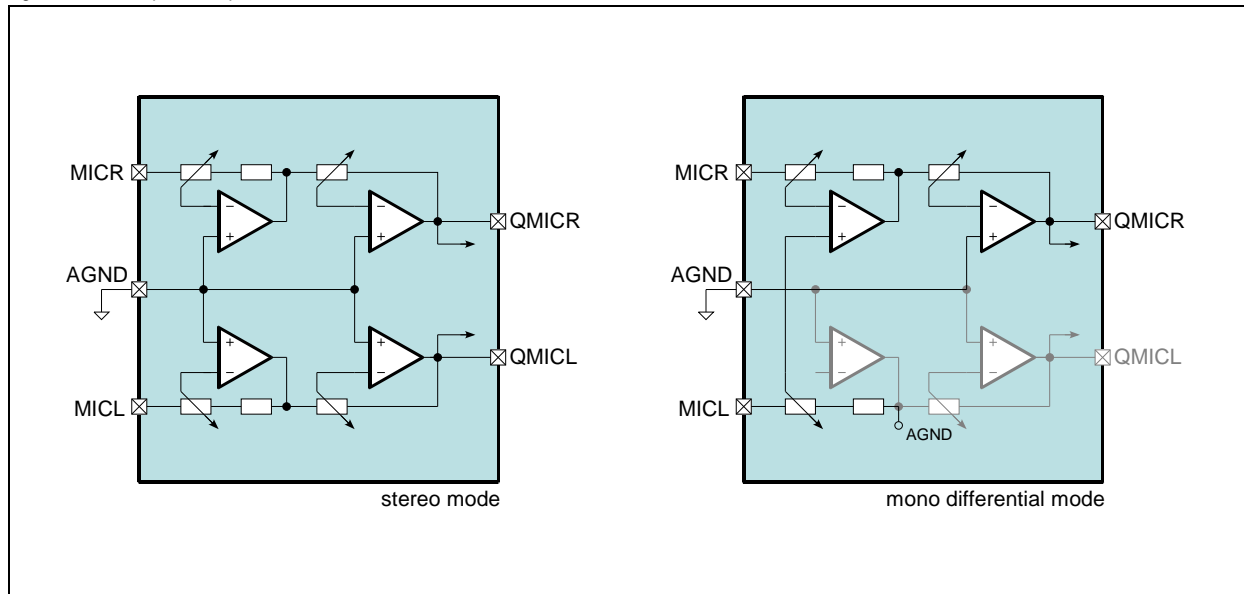 MICR
QMICR
AGND
QMICL
MICL
stereo mode
MICR
QMICR
AGND
QMICL
MICL
AGND
mono differential mode